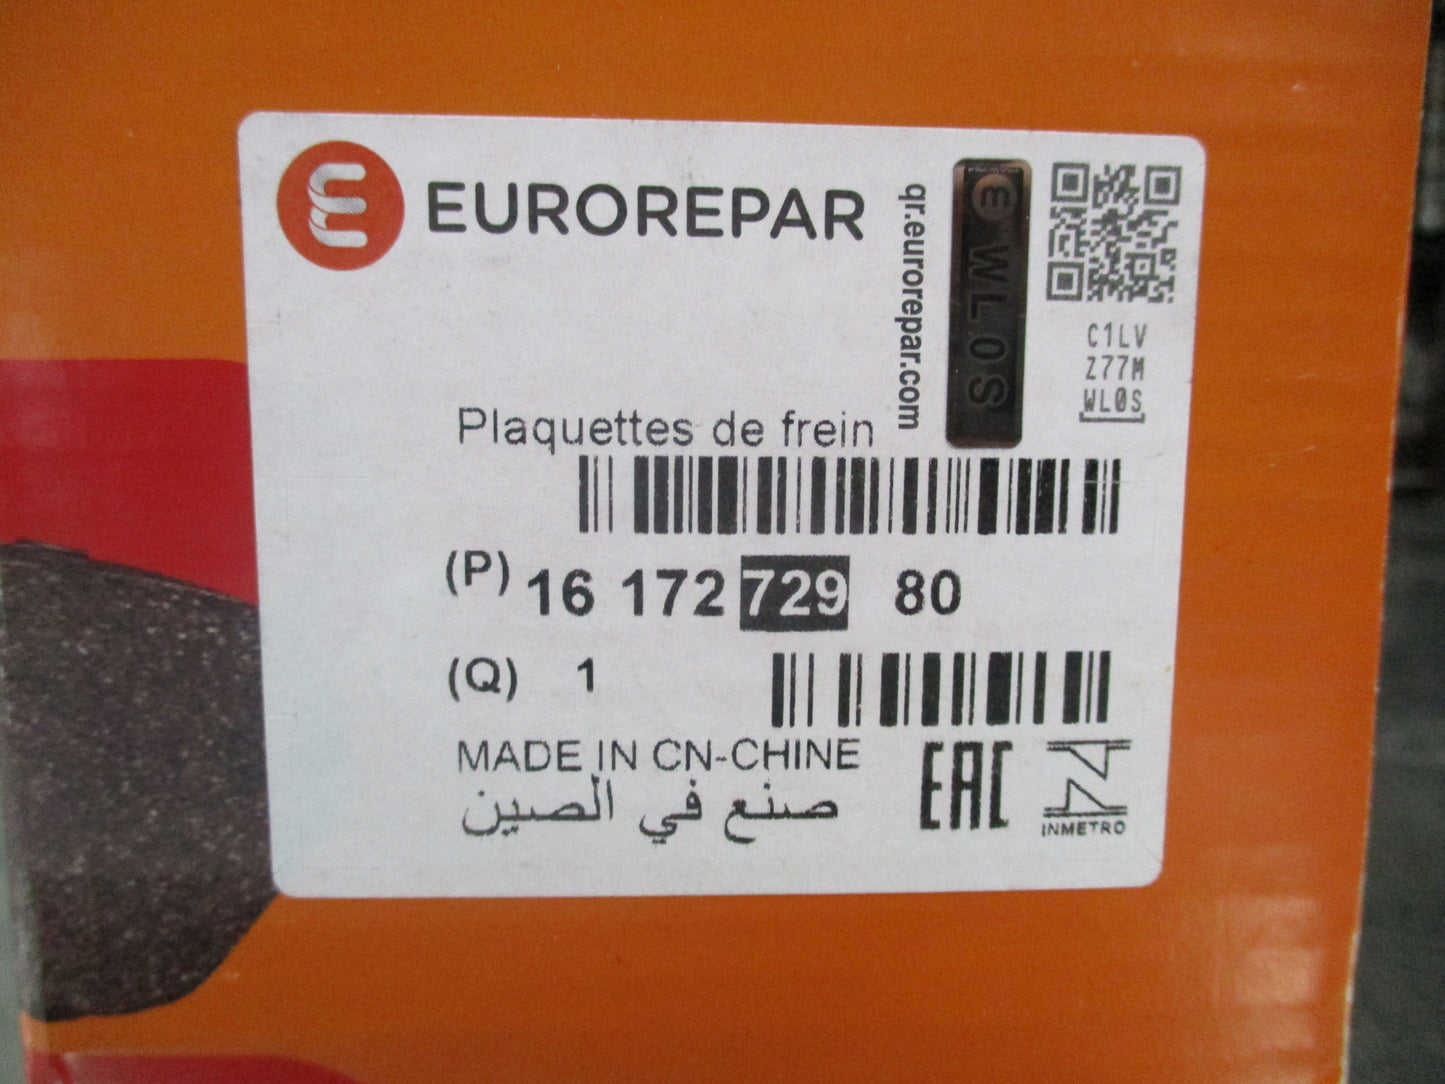 EUROREPAR
qr.eurorepar.com
WL0S
C1LV
Z77M
WL0S
Plaquettes de frein
(P) 16 172 729 80
(Q) 1
MADE IN CN-CHINE
صنع في الصين
EAC
INMETRO